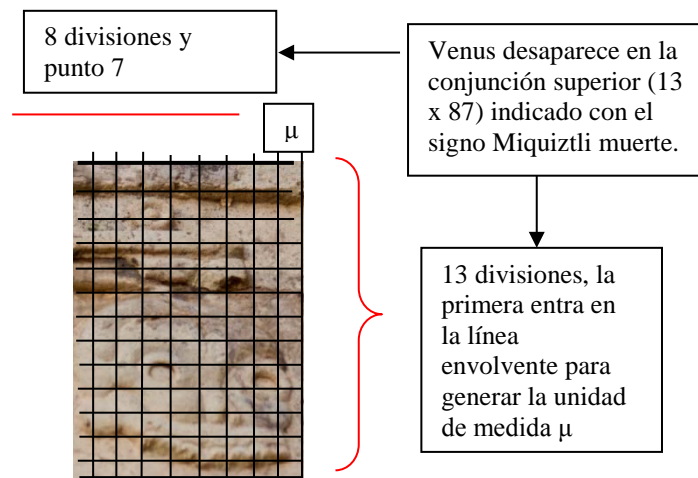 8 divisiones y
punto 7
Venus desaparece en la
conjunción superior (13
x 87) indicado con el
signo Miquiztli muerte.
μ
13 divisiones, la
primera entra en
la línea
envolvente para
generar la unidad
de medida μ